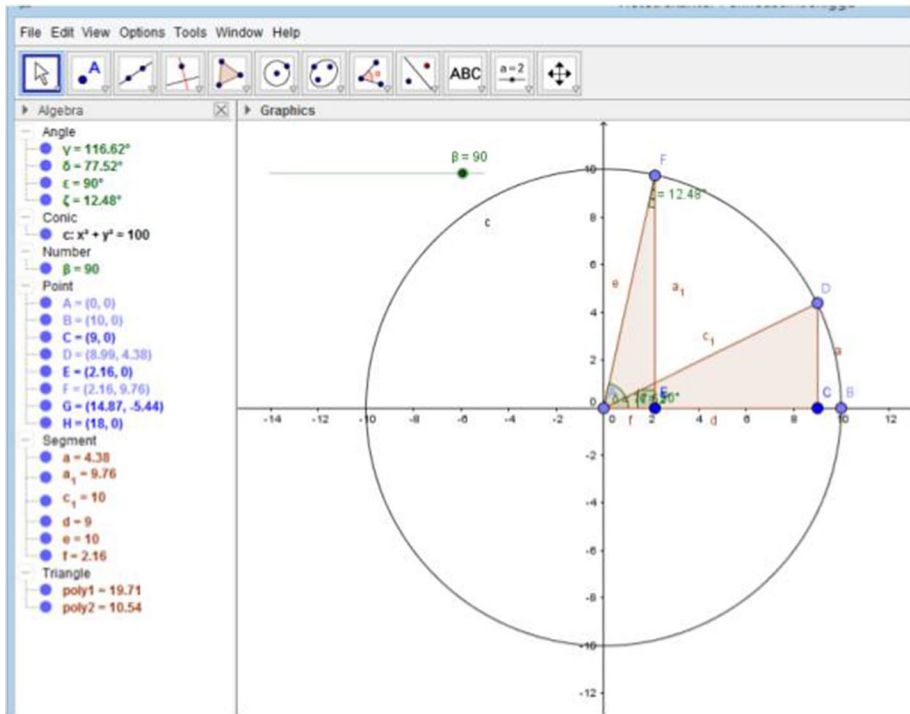 File Edit View Options Tools Window Help
A
ABC
a=2
Algebra
Graphics
Angle
γ = 116.62°
δ = 77.52°
ε = 90°
ζ = 12.48°
Conic
c: x² + y² = 100
Number
β = 90
Point
A = (0, 0)
B = (10, 0)
C = (9, 0)
D = (8.99, 4.38)
E = (2.16, 0)
F = (2.16, 9.76)
G = (14.87, -5.44)
H = (18, 0)
Segment
a = 4.38
a₁ = 9.76
c₁ = 10
d = 9
e = 10
f = 2.16
Triangle
poly1 = 19.71
poly2 = 10.54
β = 90
10
F
= 12.48°
8
c
6
e
a₁
D
4
c₁
2
a
0
E
C
B
-14 -12 -10 -8 -6 -4 -2 0 2 4 6 8 10 12
f
d
-2
-4
-6
-8
-10
-12